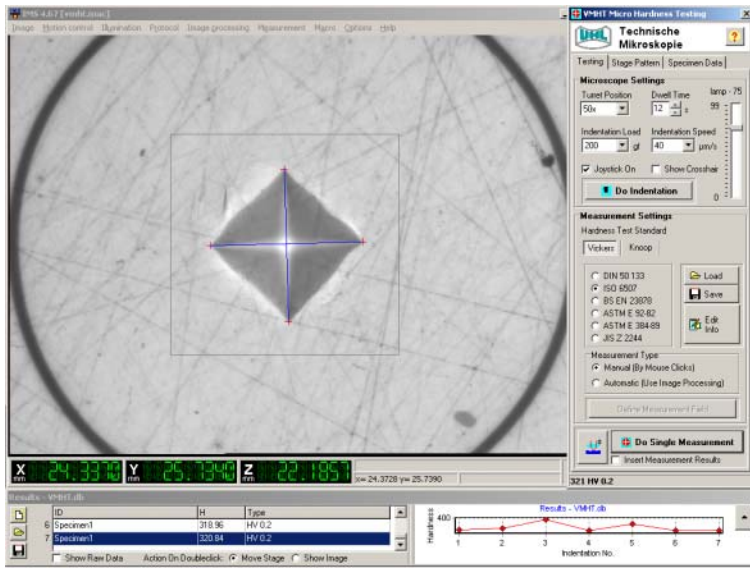 IMS-4.0.? [vmht.imsc]
Image Motion control Illumination Protocol Image processing Measurement Macro Options Help
X mm 24.3370 Y mm 25.7340 Z mm 22.1857
x= 24.3728 y= 25.7390
VMHT Micro Hardness Testing
UHL Technische
Mikroskopie
?
Testing Stage Pattern Specimen Data
Microscope Settings
Turret Position Dwell Time lamp - 75
50x 12 s 99
Indentation Load Indentation Speed
200 gf 40 µm/s
Joystick On Show Crosshair
Do Indentation 0
Measurement Settings
Hardness Test Standard
Vickers Knoop
DIN 50 133
ISO 6507
BS EN 23878
ASTM E 92-82
ASTM E 384-89
JIS Z 2244
Load
Save
Edit
Info
Measurement Type
Manual (By Mouse Clicks)
Automatic (Use Image Processing)
Define Measurement Field
Do Single Measurement
Insert Measurement Results
321 HV 0.2
Results - VMHT.db
ID H Type
6 Specimen1 318.96 HV 0.2
7 Specimen1 320.84 HV 0.2
Show Raw Data Action On Doubleclick: Move Stage Show Image
Results - VMHT.db
Hardness
400
1 2 3 4 5 6 7
Indentation No.